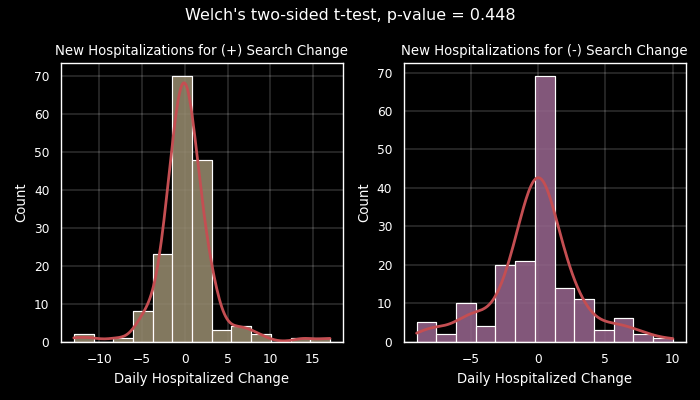 Welch's two-sided t-test, p-value = 0.448
New Hospitalizations for (+) Search Change
70
60
50
40
30
20
10
0
Count
−10 −5 0 5 10 15
Daily Hospitalized Change
New Hospitalizations for (-) Search Change
70
60
50
40
30
20
10
0
Count
−5 0 5 10
Daily Hospitalized Change